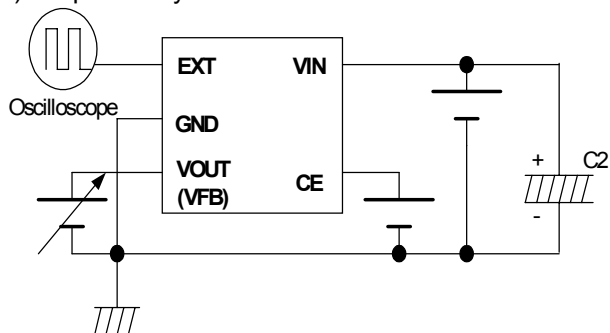 EXT VIN
Oscilloscope
GND
VOUT
(VFB) CE
+ C2
-